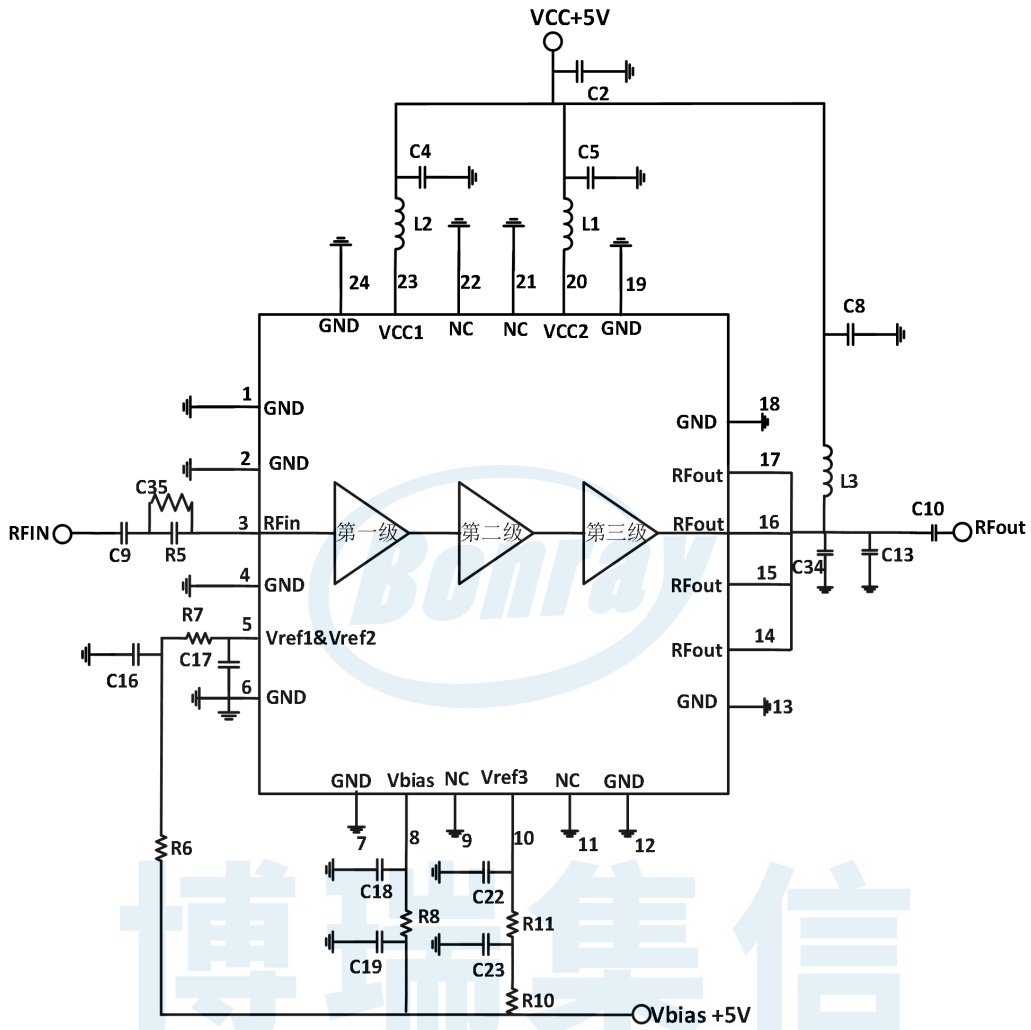 VCC+5V
C2
C4
C5
L2
L1
24
23
22
21
20
19
GND
VCC1
NC
NC
VCC2
GND
C8
1
GND
18
GND
2
GND
17
RFout
L3
C35
RFIN
C9
R5
3
RFin
第一级
第二级
第三级
RFout
16
C10
RFout
C34
C13
4
GND
15
RFout
R7
5
Vref1&Vref2
14
RFout
C16
C17
6
GND
GND
13
Bonray
GND
Vbias
NC
Vref3
NC
GND
7
8
9
10
11
12
R6
C18
C22
R8
R11
C19
C23
R10
Vbias +5V
博瑞集信